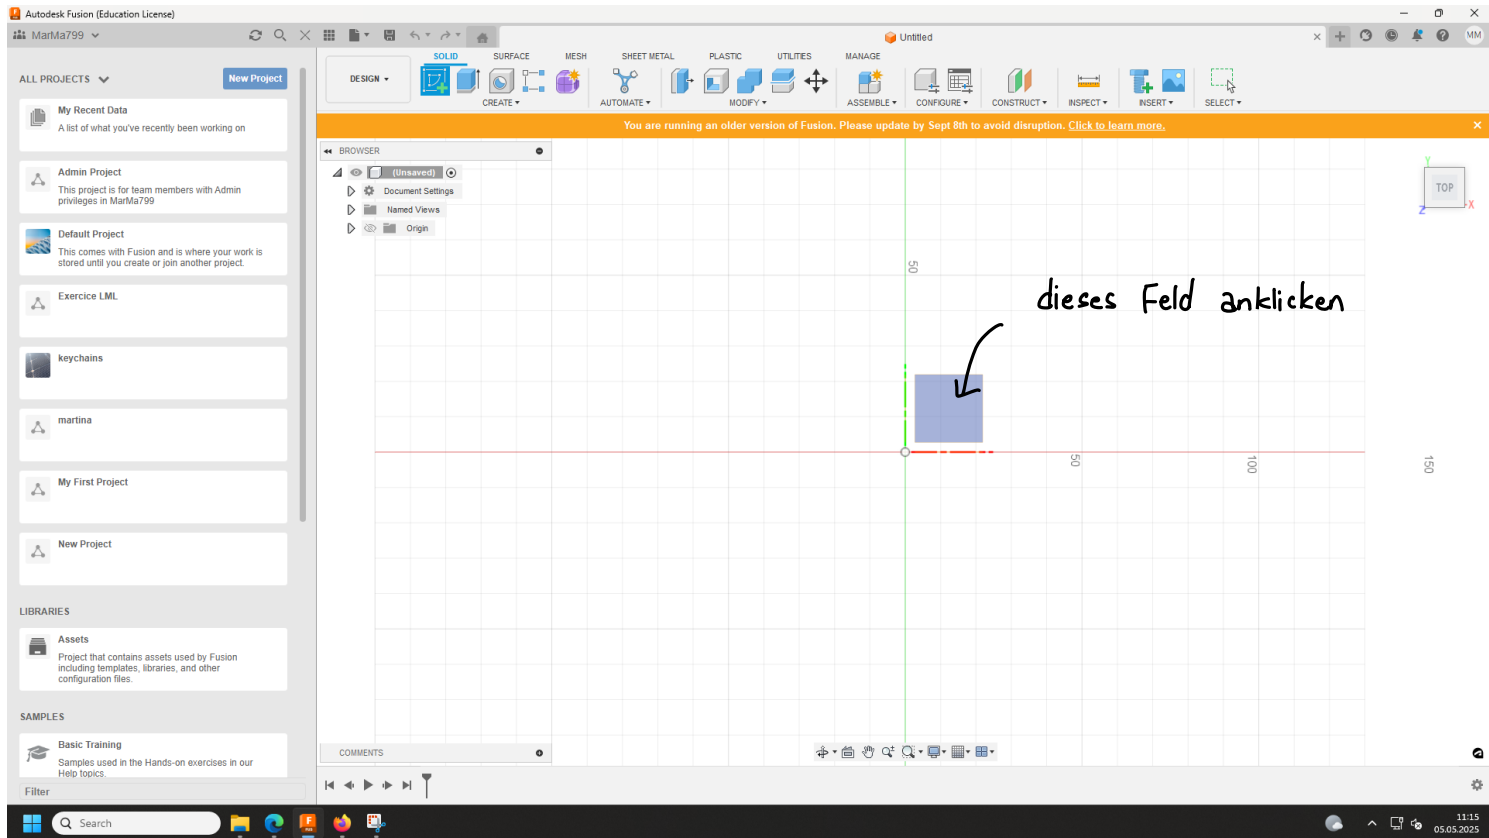 Autodesk Fusion (Education License)
MarMa799
Untitled
MM
ALL PROJECTS
New Project
My Recent Data
A list of what you've recently been working on
Admin Project
This project is for team members with Admin
privileges in MarMa799
Default Project
This comes with Fusion and is where your work is
stored until you create or join another project.
Exercice LML
keychains
martina
My First Project
New Project
LIBRARIES
Assets
Project that contains assets used by Fusion
including templates, libraries, and other
configuration files.
SAMPLES
Basic Training
Samples used in the Hands-on exercises in our
Help topics.
Filter
DESIGN
SOLID SURFACE MESH SHEET METAL PLASTIC UTILITIES MANAGE
CREATE AUTOMATE MODIFY ASSEMBLE CONFIGURE CONSTRUCT INSPECT INSERT SELECT
You are running an older version of Fusion. Please update by Sept 8th to avoid disruption. Click to learn more.
BROWSER
(Unsaved)
Document Settings
Named Views
Origin
Y
TOP
X
Z
50
dieses Feld anklicken
50
100
150
COMMENTS
Search
11:15
05.05.2025